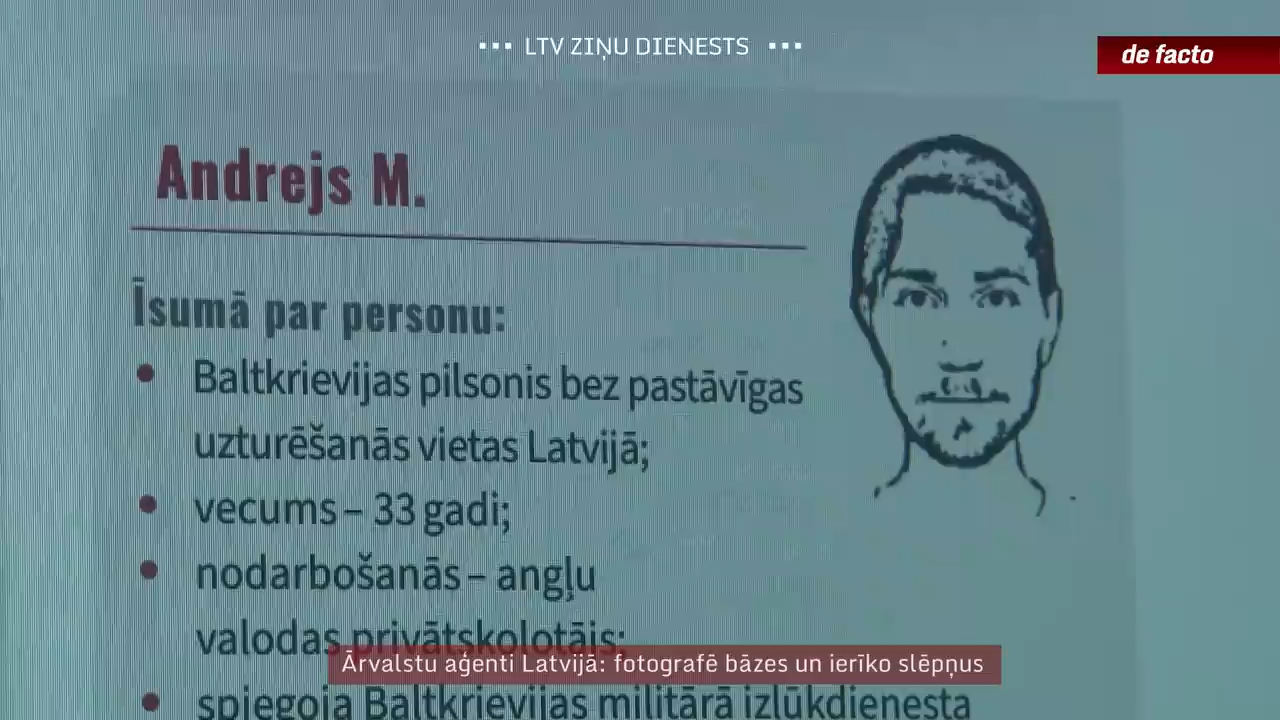 LTV ZIŅU DIENESTS
de facto
Andrejs M.
Īsumā par personu:
Baltkrievijas pilsonis bez pastāvīgas
uzturēšanās vietas Latvijā;
vecums – 33 gadi;
nodarbošanās – angļu
valodas privātskolotājs;
Ārvalstu aģenti Latvijā: fotografē bāzes un ierīko slēpņus
spiegoja Baltkrievijas militārā izlūkdienesta